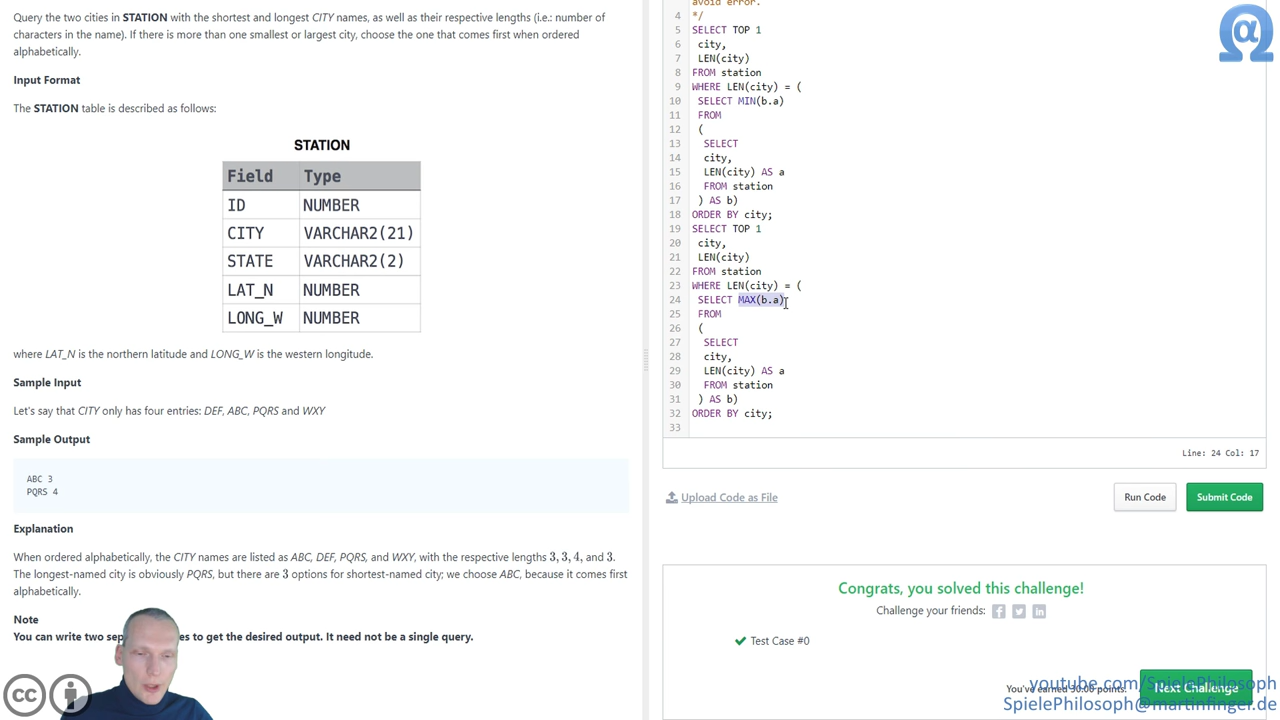 Query the two cities in STATION with the shortest and longest CITY names, as well as their respective lengths (i.e.: number of
characters in the name). If there is more than one smallest or largest city, choose the one that comes first when ordered
alphabetically.
Input Format
The STATION table is described as follows:
STATION
Field Type
ID NUMBER
CITY VARCHAR2(21)
STATE VARCHAR2(2)
LAT_N NUMBER
LONG_W NUMBER
where LAT_N is the northern latitude and LONG_W is the western longitude.
Sample Input
Let's say that CITY only has four entries: DEF, ABC, PQRS and WXY
Sample Output
ABC 3
PQRS 4
Explanation
When ordered alphabetically, the CITY names are listed as ABC, DEF, PQRS, and WXY, with the respective lengths 3, 3, 4, and 3.
The longest-named city is obviously PQRS, but there are 3 options for shortest-named city; we choose ABC, because it comes first
alphabetically.
Note
You can write two es to get the desired output. It need not be a single query.
cc
avoid error.
4 */
5 SELECT TOP 1
6 city,
7 LEN(city)
8 FROM station
9 WHERE LEN(city) = (
10 SELECT MIN(b.a)
11 FROM
12 (
13 SELECT
14 city,
15 LEN(city) AS a
16 FROM station
17 ) AS b)
18 ORDER BY city;
19 SELECT TOP 1
20 city,
21 LEN(city)
22 FROM station
23 WHERE LEN(city) = (
24 SELECT MAX(b.a)
25 FROM
26 (
27 SELECT
28 city,
29 LEN(city) AS a
30 FROM station
31 ) AS b)
32 ORDER BY city;
33
Line: 24 Col: 17
Upload Code as File
Run Code
Submit Code
Congrats, you solved this challenge!
Challenge your friends:
Test Case #0
You've earned 30.00 points.
Next Challenge
youtube.com/SpielePhilosoph
SpielePhilosoph@martinfinger.de